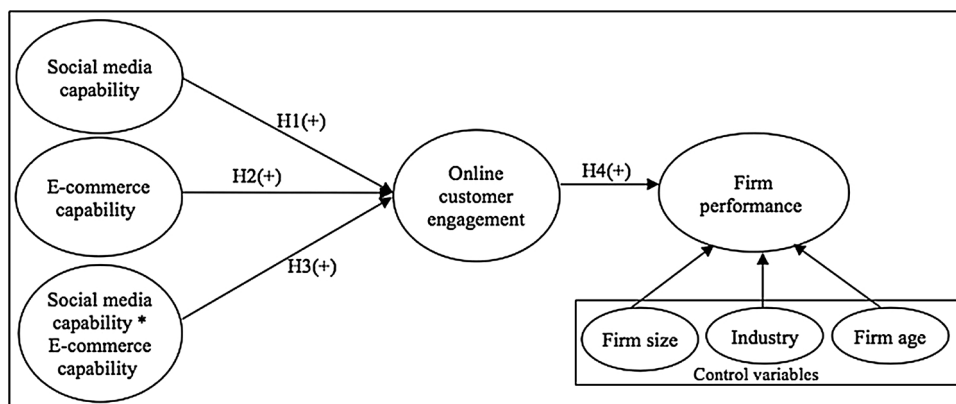 Social media
capability
H1(+)
E-commerce
capability
H2(+)
Online
customer
engagement
H4(+)
Firm
performance
H3(+)
Social media
capability *
E-commerce
capability
Firm size
Industry
Firm age
Control variables